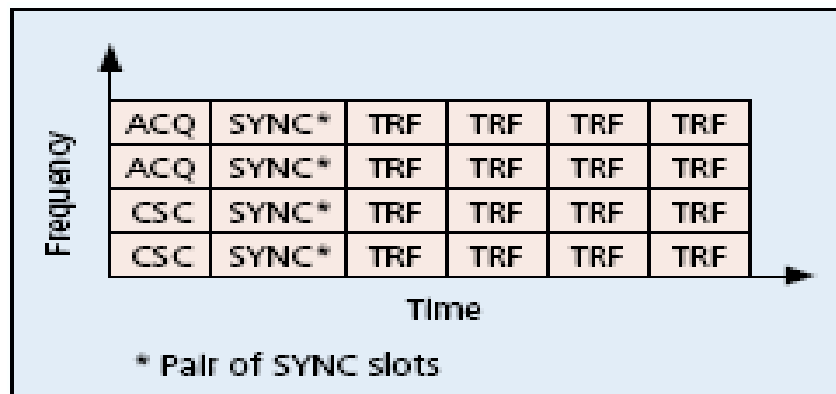 Frequency
ACQ SYNC* TRF TRF TRF TRF
ACQ SYNC* TRF TRF TRF TRF
CSC SYNC* TRF TRF TRF TRF
CSC SYNC* TRF TRF TRF TRF
Time
* Pair of SYNC slots